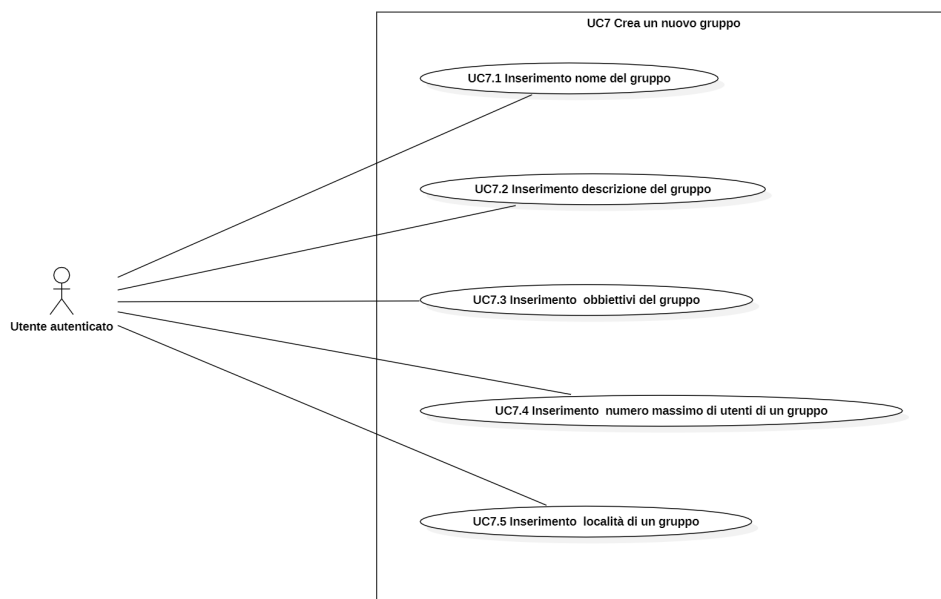 UC7 Crea un nuovo gruppo
UC7.1 Inserimento nome del gruppo
UC7.2 Inserimento descrizione del gruppo
UC7.3 Inserimento  obbiettivi del gruppo
Utente autenticato
UC7.4 Inserimento  numero massimo di utenti di un gruppo
UC7.5 Inserimento  località di un gruppo